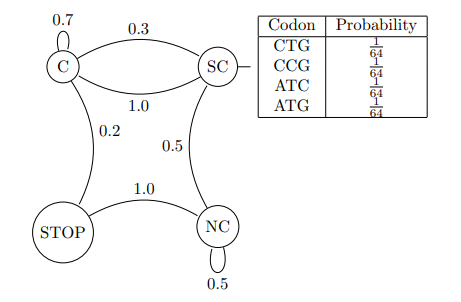 0.7
0.3
C
SC
1.0
Codon Probability
CTG 1/64
CCG 1/64
ATC 1/64
ATG 1/64
0.2
0.5
1.0
STOP
NC
0.5